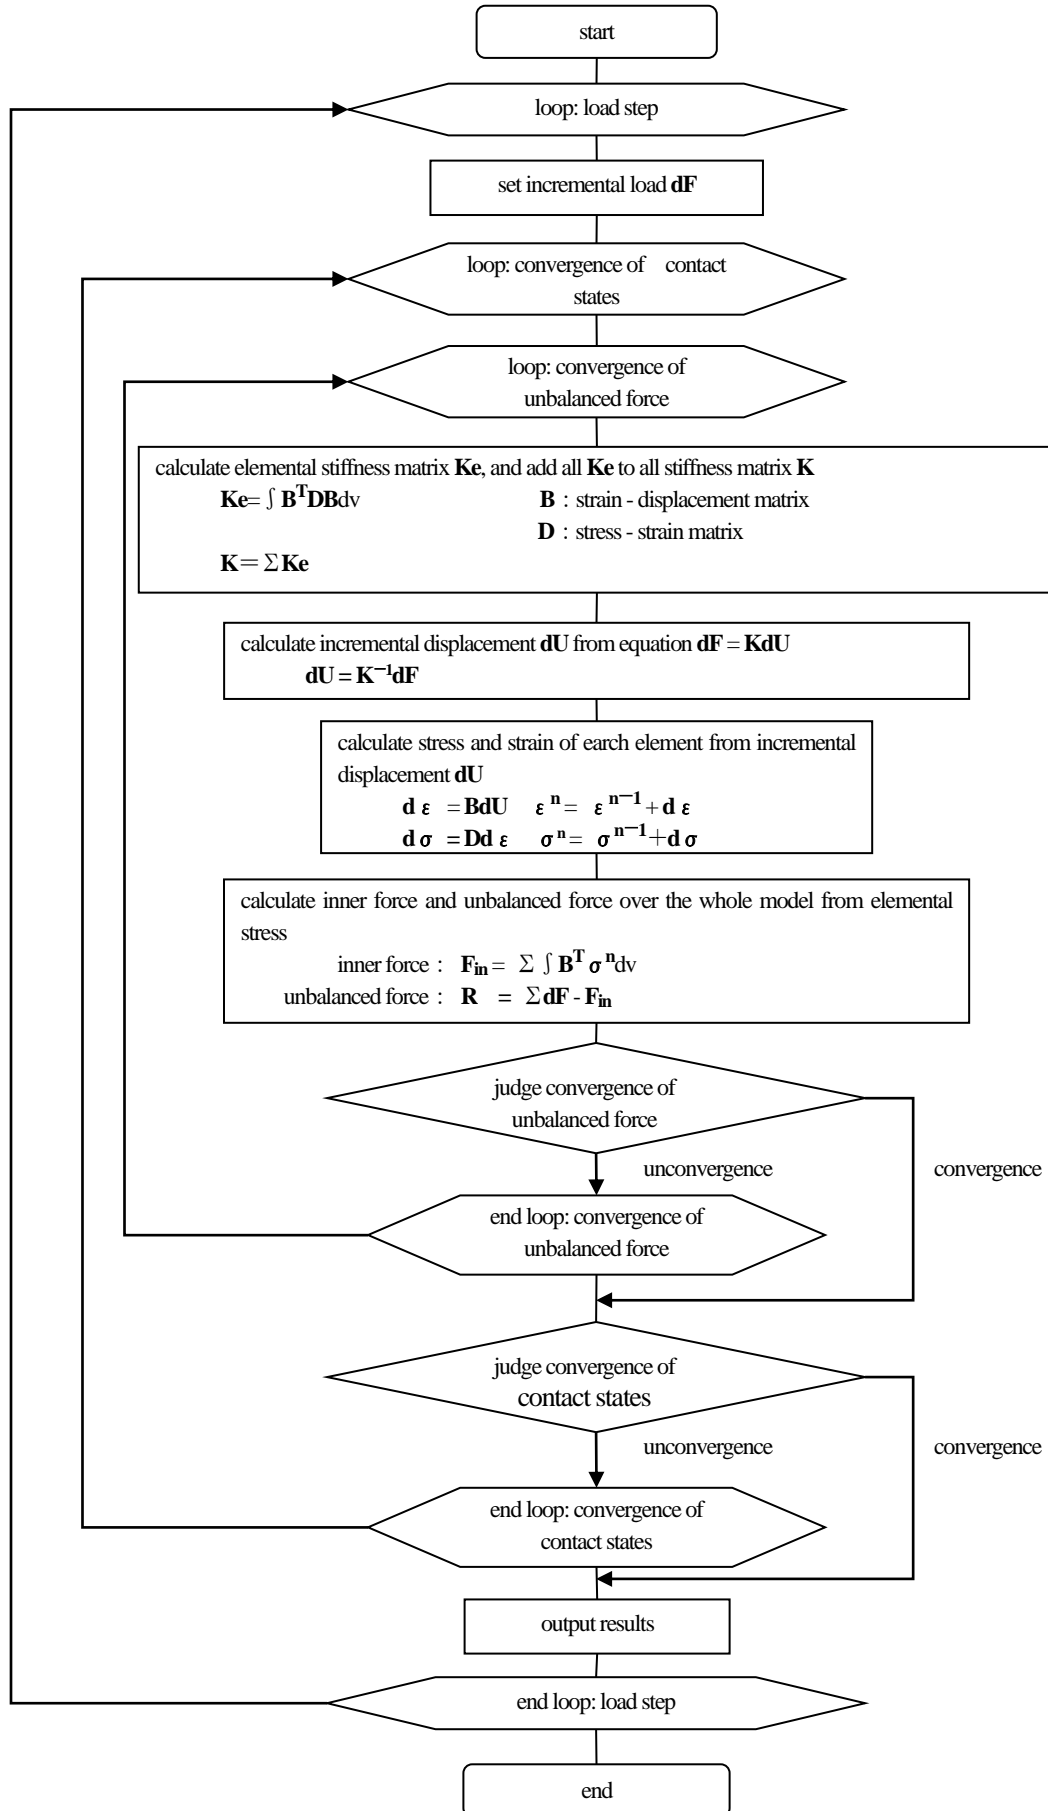 start
loop: load step
set incremental load dF
loop: convergence of contact
states
loop: convergence of
unbalanced force
calculate elemental stiffness matrix Ke, and add all Ke to all stiffness matrix K
Ke= ∫ B^T DBdv B : strain - displacement matrix
D : stress - strain matrix
K＝ΣKe
calculate incremental displacement dU from equation dF = KdU
dU = K^−1 dF
calculate stress and strain of earch element from incremental
displacement dU
d ε = BdU ε^n = ε^n−1 + d ε
d σ = Dd ε σ^n = σ^n−1＋d σ
calculate inner force and unbalanced force over the whole model from elemental
stress
inner force : F_in = Σ ∫ B^T σ^n dv
unbalanced force : R = ΣdF - F_in
judge convergence of
unbalanced force
unconvergence convergence
end loop: convergence of
unbalanced force
judge convergence of
contact states
unconvergence convergence
end loop: convergence of
contact states
output results
end loop: load step
end